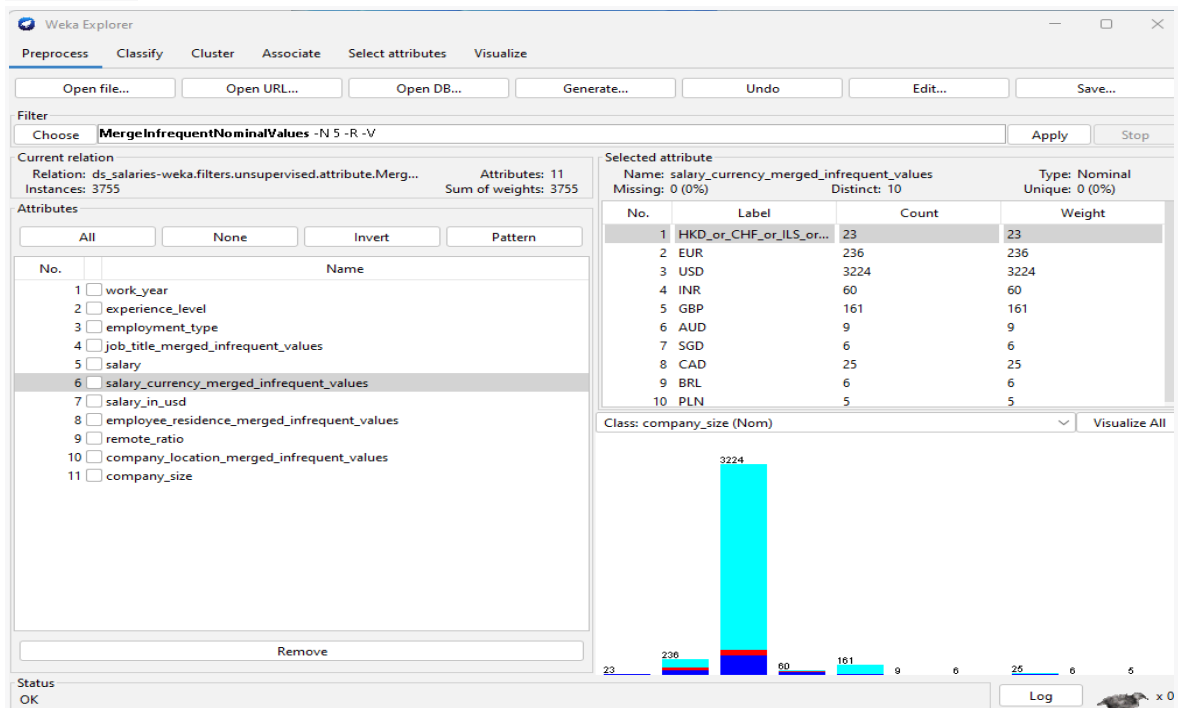 Weka Explorer
Preprocess Classify Cluster Associate Select attributes Visualize
Open file... Open URL... Open DB... Generate... Undo Edit... Save...
Filter
Choose MergeInfrequentNominalValues -N 5 -R -V Apply Stop
Current relation
Relation: ds_salaries-weka.filters.unsupervised.attribute.Merg... Attributes: 11
Instances: 3755 Sum of weights: 3755
Attributes
All None Invert Pattern
No. Name
1 work_year
2 experience_level
3 employment_type
4 job_title_merged_infrequent_values
5 salary
6 salary_currency_merged_infrequent_values
7 salary_in_usd
8 employee_residence_merged_infrequent_values
9 remote_ratio
10 company_location_merged_infrequent_values
11 company_size
Remove
Selected attribute
Name: salary_currency_merged_infrequent_values Type: Nominal
Missing: 0 (0%) Distinct: 10 Unique: 0 (0%)
No. Label Count Weight
1 HKD_or_CHF_or_ILS_or... 23 23
2 EUR 236 236
3 USD 3224 3224
4 INR 60 60
5 GBP 161 161
6 AUD 9 9
7 SGD 6 6
8 CAD 25 25
9 BRL 6 6
10 PLN 5 5
Class: company_size (Nom) Visualize All
3224
23 236 60 161 9 6 25 6 5
Status
OK Log x 0